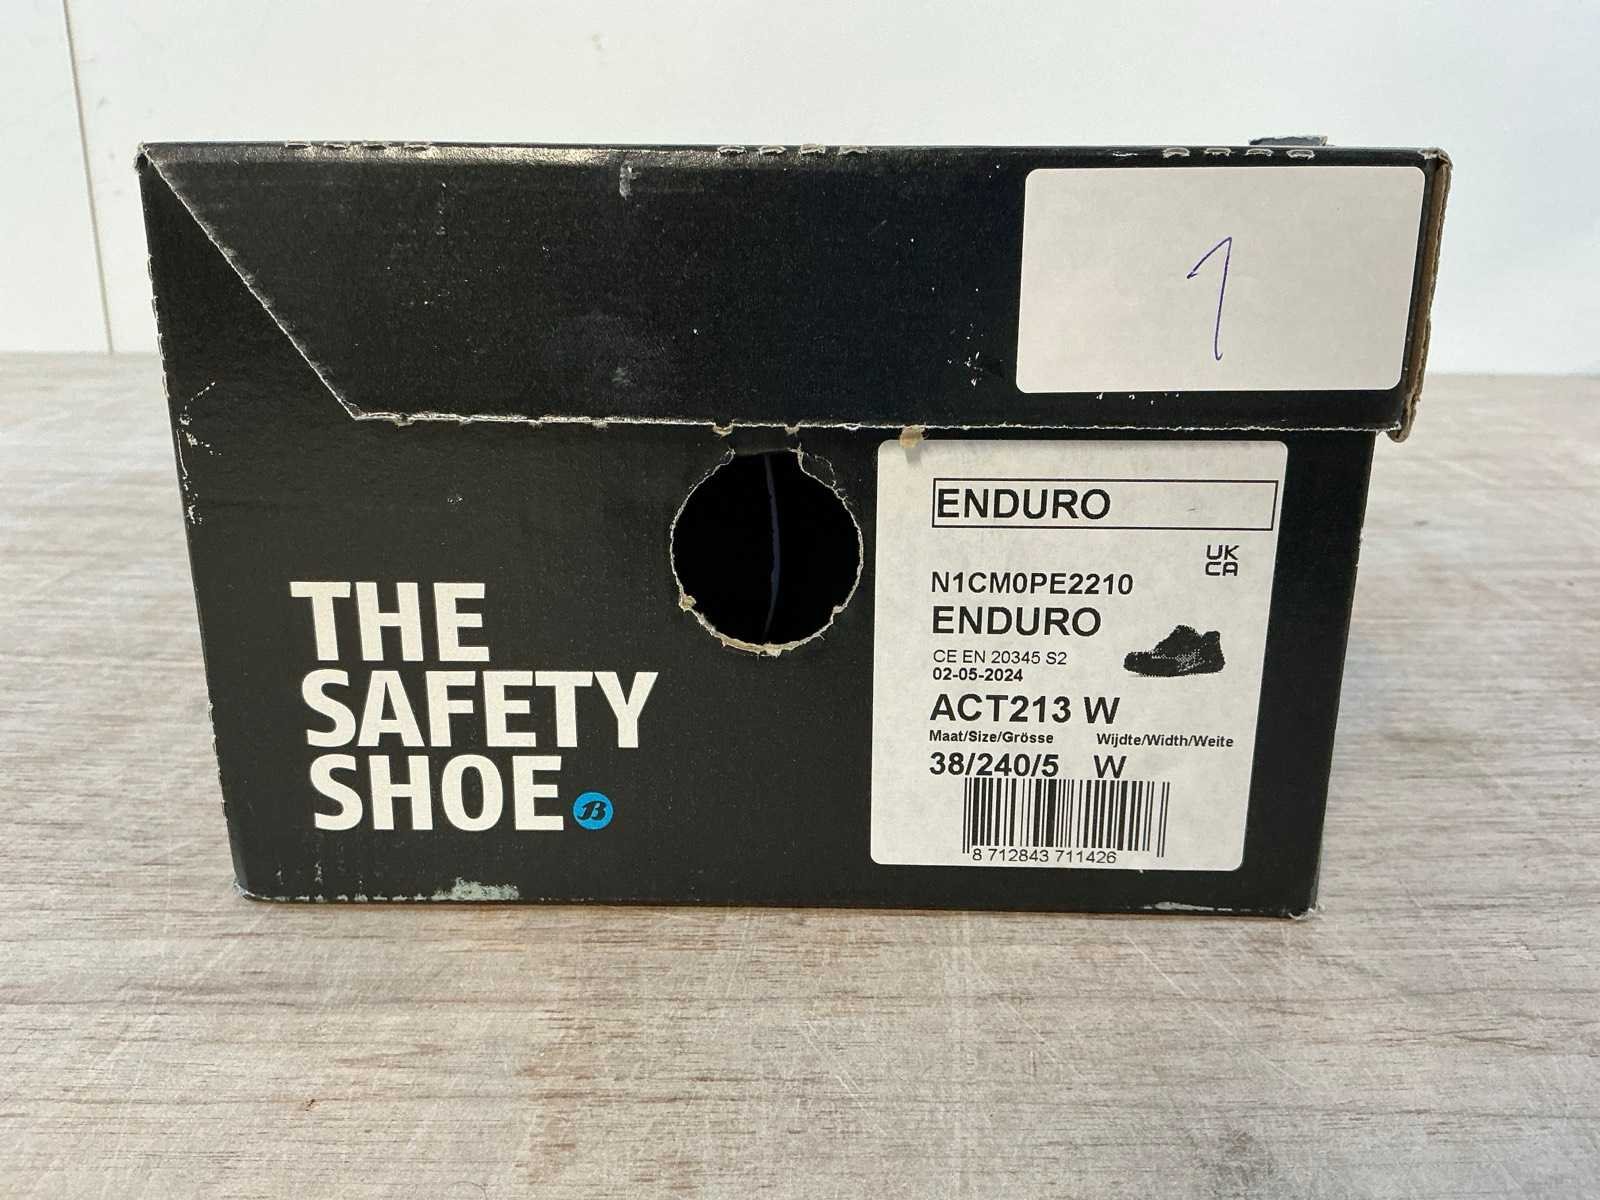 1
ENDURO
UK
CA
N1CM0PE2210
ENDURO
CE EN 20345 S2
02-05-2024
ACT213 W
Maat/Size/Grösse Wijdte/Width/Weite
38/240/5 W
8 712843 711426
THE
SAFETY
SHOE
B